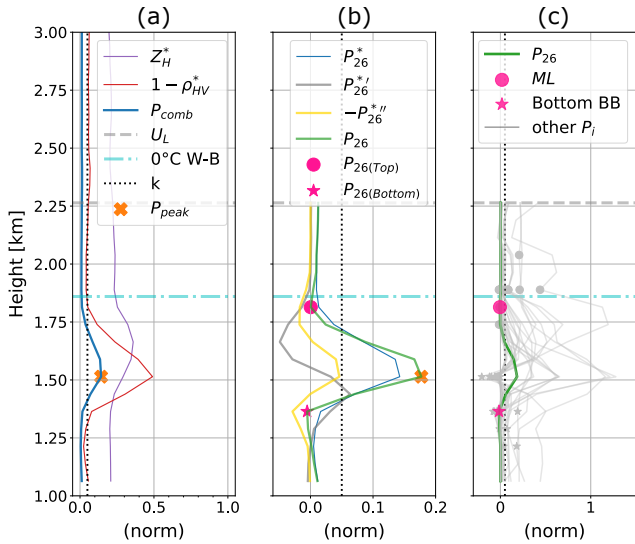 (a) (b) (c)
Height [km]
3.00
2.75
2.50
2.25
2.00
1.75
1.50
1.25
1.00
Z*H
1 − ρ*HV
Pcomb
UL
0°C W-B
k
Ppeak
0.0 0.5 1.0
(norm)
P*26
P*′26
−P*″26
P26
P26(Top)
P26(Bottom)
0.0 0.1 0.2
(norm)
P26
ML
Bottom BB
other Pi
0 1
(norm)